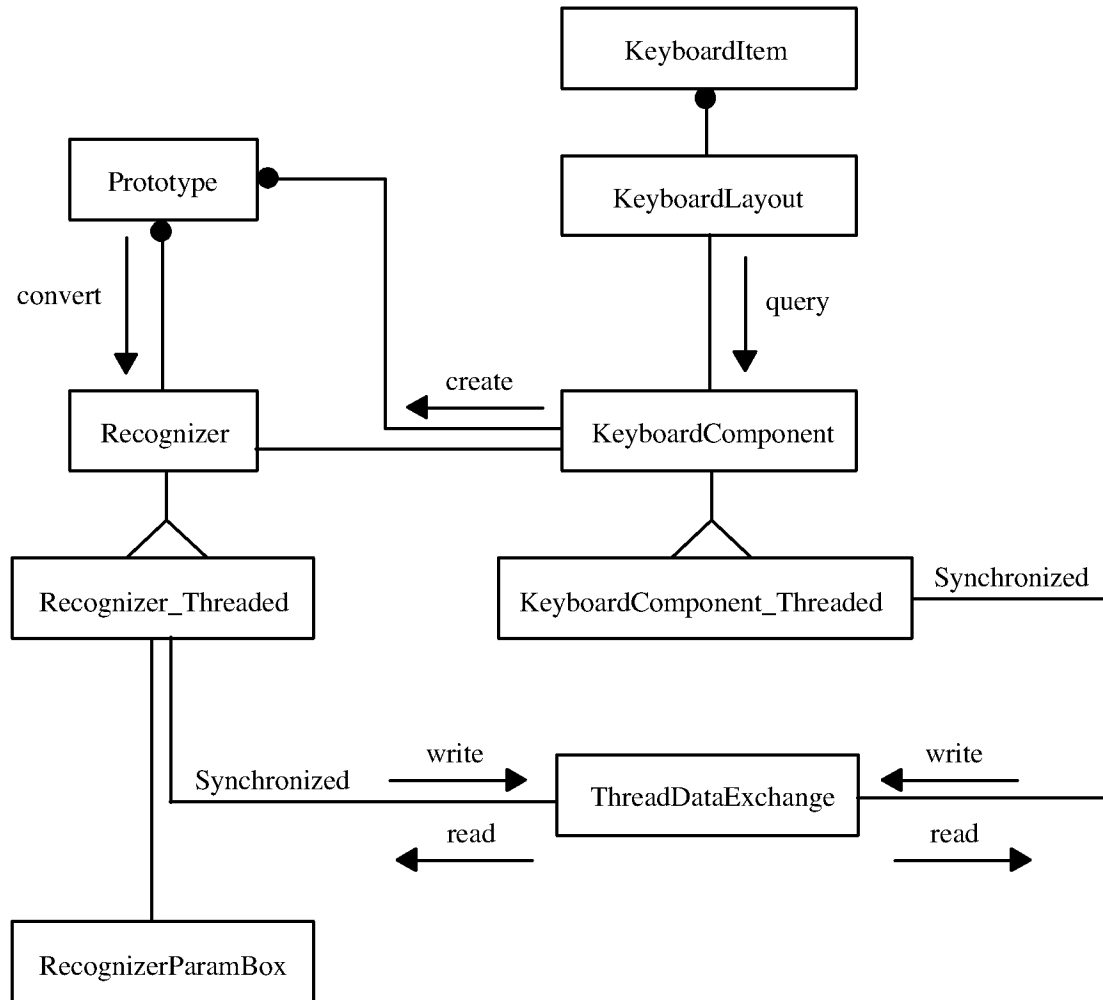 KeyboardItem
Prototype
KeyboardLayout
convert
query
create
Recognizer
KeyboardComponent
Synchronized
Recognizer_Threaded
KeyboardComponent_Threaded
write
write
Synchronized
ThreadDataExchange
read
read
RecognizerParamBox